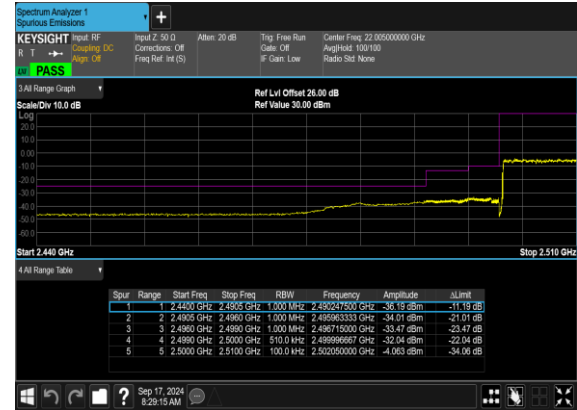 Spectrum Analyzer 1
Spurious Emissions
+
KEYSIGHT Input: RF Input Z: 50 Ω Atten: 20 dB Trig: Free Run Center Freq: 22.005000000 GHz
R T Coupling: DC Corrections: Off Gate: Off Avg|Hold: 100/100
Align: Off Freq Ref: Int (S) IF Gain: Low Radio Std: None
PASS
3 All Range Graph
Ref Lvl Offset 26.00 dB
Scale/Div 10.0 dB Ref Value 30.00 dBm
Log
20.0
10.0
0.00
-10.0
-20.0
-30.0
-40.0
-50.0
-60.0
Start 2.440 GHz Stop 2.510 GHz
4 All Range Table
Spur Range Start Freq Stop Freq RBW Frequency Amplitude ΔLimit
1 1 2.4400 GHz 2.4905 GHz 1.000 MHz 2.490247500 GHz -36.19 dBm -11.19 dB
2 2 2.4905 GHz 2.4960 GHz 1.000 MHz 2.495963333 GHz -34.01 dBm -21.01 dB
3 3 2.4960 GHz 2.4990 GHz 1.000 MHz 2.496715000 GHz -33.47 dBm -23.47 dB
4 4 2.4990 GHz 2.5000 GHz 510.0 kHz 2.499996667 GHz -32.04 dBm -22.04 dB
5 5 2.5000 GHz 2.5100 GHz 100.0 kHz 2.502050000 GHz -4.063 dBm -34.06 dB
?
Sep 17, 2024
8:29:15 AM